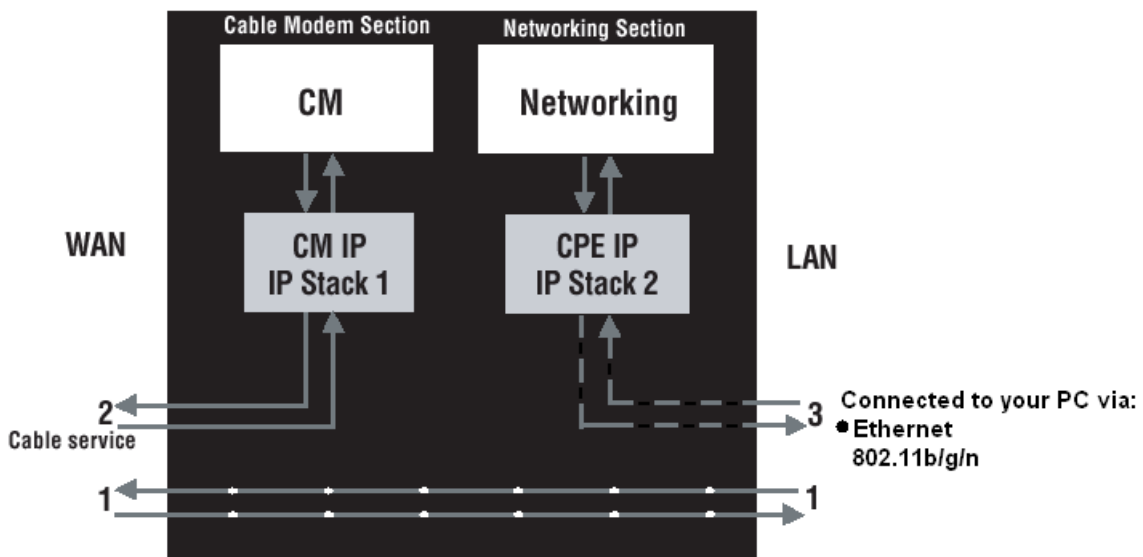 Cable Modem Section
Networking Section
CM
Networking
WAN
CM IP
IP Stack 1
CPE IP
IP Stack 2
LAN
2
Cable service
3
Connected to your PC via:
● Ethernet
802.11b/g/n
1
1